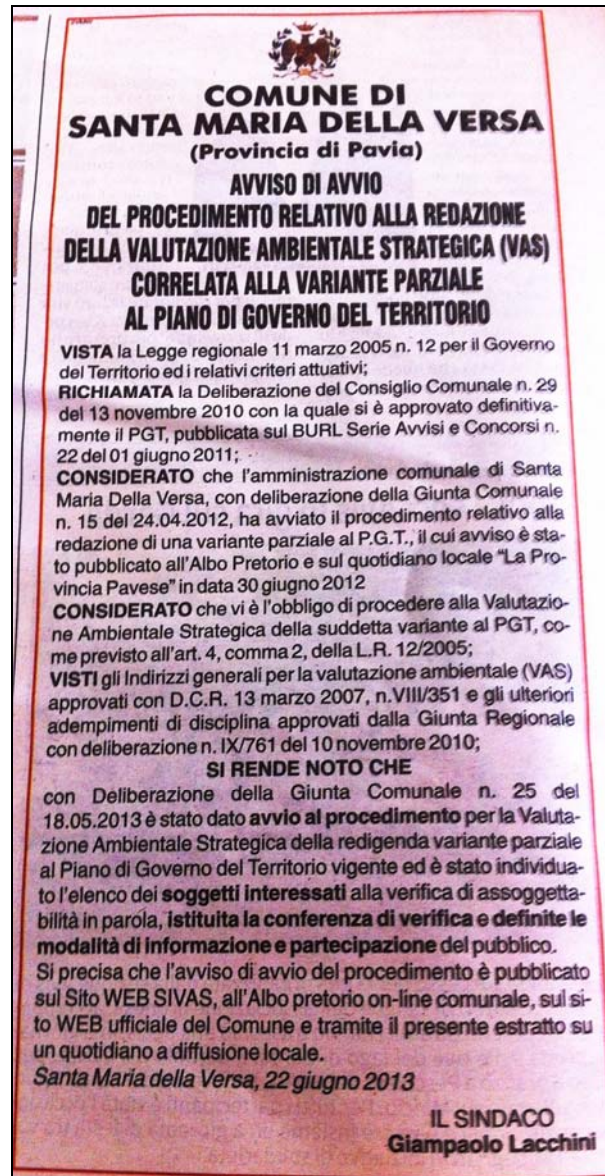 COMUNE DI
SANTA MARIA DELLA VERSA
(Provincia di Pavia)
AVVISO DI AVVIO
DEL PROCEDIMENTO RELATIVO ALLA REDAZIONE
DELLA VALUTAZIONE AMBIENTALE STRATEGICA (VAS)
CORRELATA ALLA VARIANTE PARZIALE
AL PIANO DI GOVERNO DEL TERRITORIO
VISTA la Legge regionale 11 marzo 2005 n. 12 per il Governo
del Territorio ed i relativi criteri attuativi;
RICHIAMATA la Deliberazione del Consiglio Comunale n. 29
del 13 novembre 2010 con la quale si è approvato definitiva-
mente il PGT, pubblicata sul BURL Serie Avvisi e Concorsi n.
22 del 01 giugno 2011;
CONSIDERATO che l'amministrazione comunale di Santa
Maria Della Versa, con deliberazione della Giunta Comunale
n. 15 del 24.04.2012, ha avviato il procedimento relativo alla
redazione di una variante parziale al P.G.T., il cui avviso è sta-
to pubblicato all'Albo Pretorio e sul quotidiano locale "La Pro-
vincia Pavese" in data 30 giugno 2012
CONSIDERATO che vi è l'obbligo di procedere alla Valutazio-
ne Ambientale Strategica della suddetta variante al PGT, co-
me previsto all'art. 4, comma 2, della L.R. 12/2005;
VISTI gli Indirizzi generali per la valutazione ambientale (VAS)
approvati con D.C.R. 13 marzo 2007, n.VIII/351 e gli ulteriori
adempimenti di disciplina approvati dalla Giunta Regionale
con deliberazione n. IX/761 del 10 novembre 2010;
SI RENDE NOTO CHE
con Deliberazione della Giunta Comunale n. 25 del
18.05.2013 è stato dato avvio al procedimento per la Valuta-
zione Ambientale Strategica della redigenda variante parziale
al Piano di Governo del Territorio vigente ed è stato individua-
to l'elenco dei soggetti interessati alla verifica di assoggetta-
bilità in parola, istituita la conferenza di verifica e definite le
modalità di informazione e partecipazione del pubblico.
Si precisa che l'avviso di avvio del procedimento è pubblicato
sul Sito WEB SIVAS, all'Albo pretorio on-line comunale, sul si-
to WEB ufficiale del Comune e tramite il presente estratto su
un quotidiano a diffusione locale.
Santa Maria della Versa, 22 giugno 2013
IL SINDACO
Giampaolo Lacchini